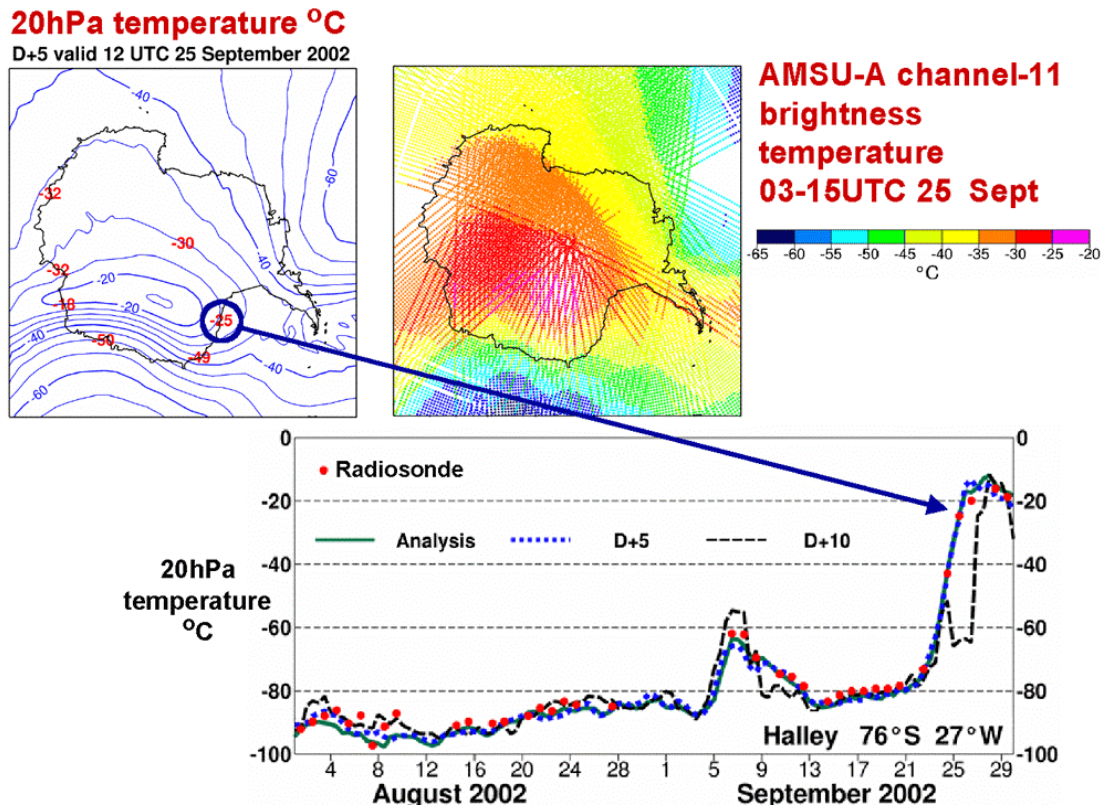 20hPa temperature °C
D+5 valid 12 UTC 25 September 2002
-40
-60
-32
-30
-32
-40
-20
-18
-20
-25
-40
-50
-49
-40
-60
AMSU-A channel-11
brightness
temperature
03-15UTC 25 Sept
-65 -60 -55 -50 -45 -40 -35 -30 -25 -20
°C
0 0
Radiosonde
-20 -20
Analysis D+5 D+10
-40 -40
20hPa
temperature
°C
-60 -60
-80 -80
Halley 76°S 27°W
-100 -100
4 8 12 16 20 24 28 1 5 9 13 17 21 25 29
August 2002 September 2002